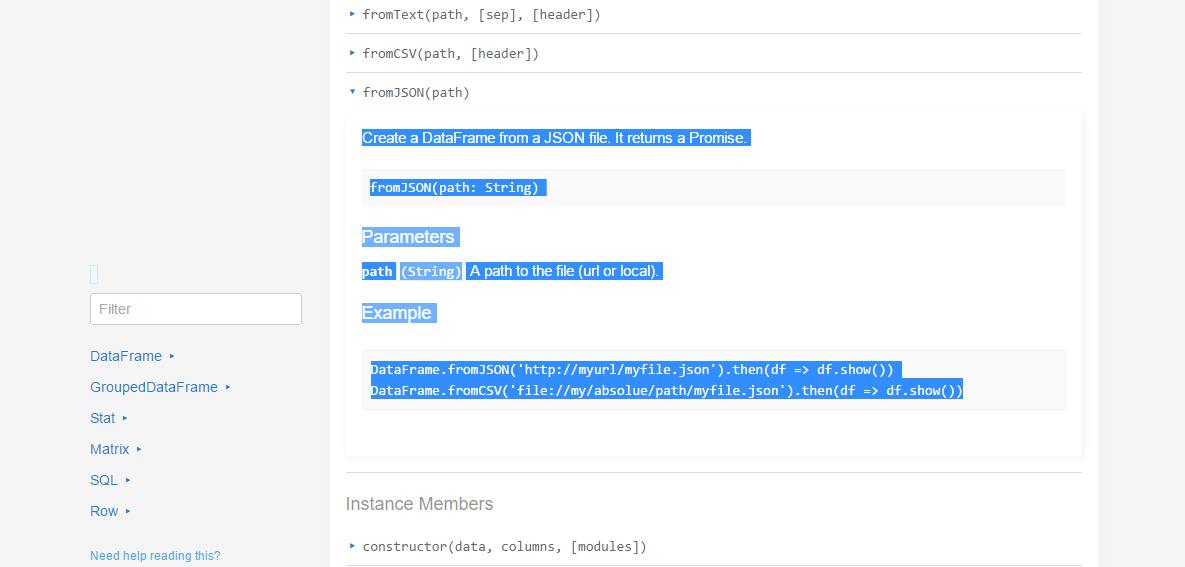 Filter
DataFrame ▸
GroupedDataFrame ▸
Stat ▸
Matrix ▸
SQL ▸
Row ▸
Need help reading this?
▸ fromText(path, [sep], [header])
▸ fromCSV(path, [header])
▾ fromJSON(path)
Create a DataFrame from a JSON file. It returns a Promise.
fromJSON(path: String)
Parameters
path (String) A path to the file (url or local).
Example
DataFrame.fromJSON('http://myurl/myfile.json').then(df => df.show())
DataFrame.fromCSV('file://my/absolue/path/myfile.json').then(df => df.show())
Instance Members
▸ constructor(data, columns, [modules])